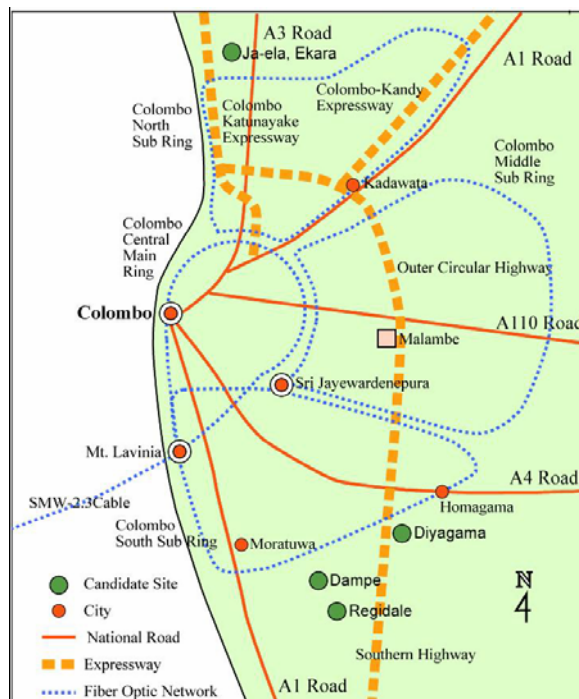 A3 Road
Ja-ela, Ekara
A1 Road
Colombo-Kandy
Expressway
Colombo
North
Sub Ring
Colombo
Katunayake
Expressway
Colombo
Middle
Sub Ring
Kadawata
Colombo
Central
Main
Ring
Outer Circular Highway
Colombo
A110 Road
Malambe
Sri Jayewardenepura
Mt. Lavinia
A4 Road
SMW-2.3Cable
Homagama
Colombo
South Sub Ring
Diyagama
Moratuwa
Candidate Site
Dampe
N
City
Regidale
National Road
Expressway
Southern Highway
Fiber Optic Network
A1 Road